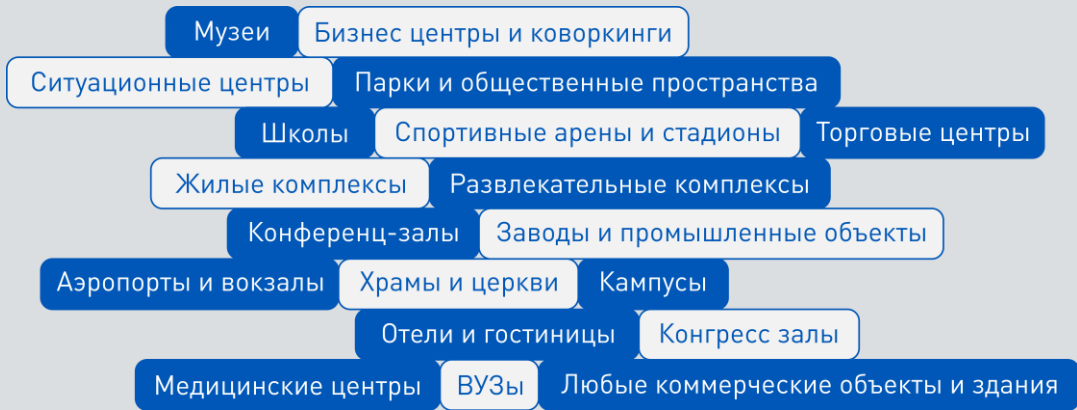 Музеи Бизнес центры и коворкинги
Ситуационные центры Парки и общественные пространства
Школы Спортивные арены и стадионы Торговые центры
Жилые комплексы Развлекательные комплексы
Конференц-залы Заводы и промышленные объекты
Аэропорты и вокзалы Храмы и церкви Кампусы
Отели и гостиницы Конгресс залы
Медицинские центры ВУЗы Любые коммерческие объекты и здания